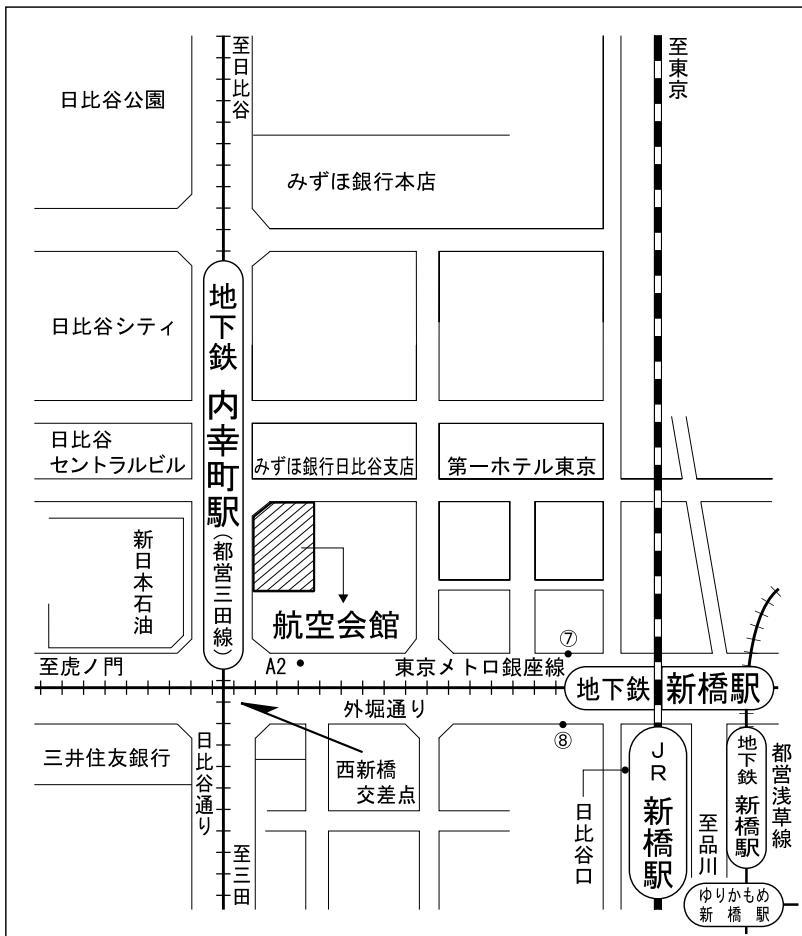 至日比谷
至東京
日比谷公園
みずほ銀行本店
日比谷シティ
地下鉄 内幸町駅(都営三田線)
日比谷
セントラルビル
みずほ銀行日比谷支店
第一ホテル東京
新日本石油
航空会館
⑦
至虎ノ門
A2
東京メトロ銀座線
地下鉄 新橋駅
外堀通り
⑧
三井住友銀行
日比谷通り
西新橋
交差点
JR 新橋駅
日比谷口
地下鉄 新橋駅
都営浅草線
至品川
至三田
ゆりかもめ
新橋駅